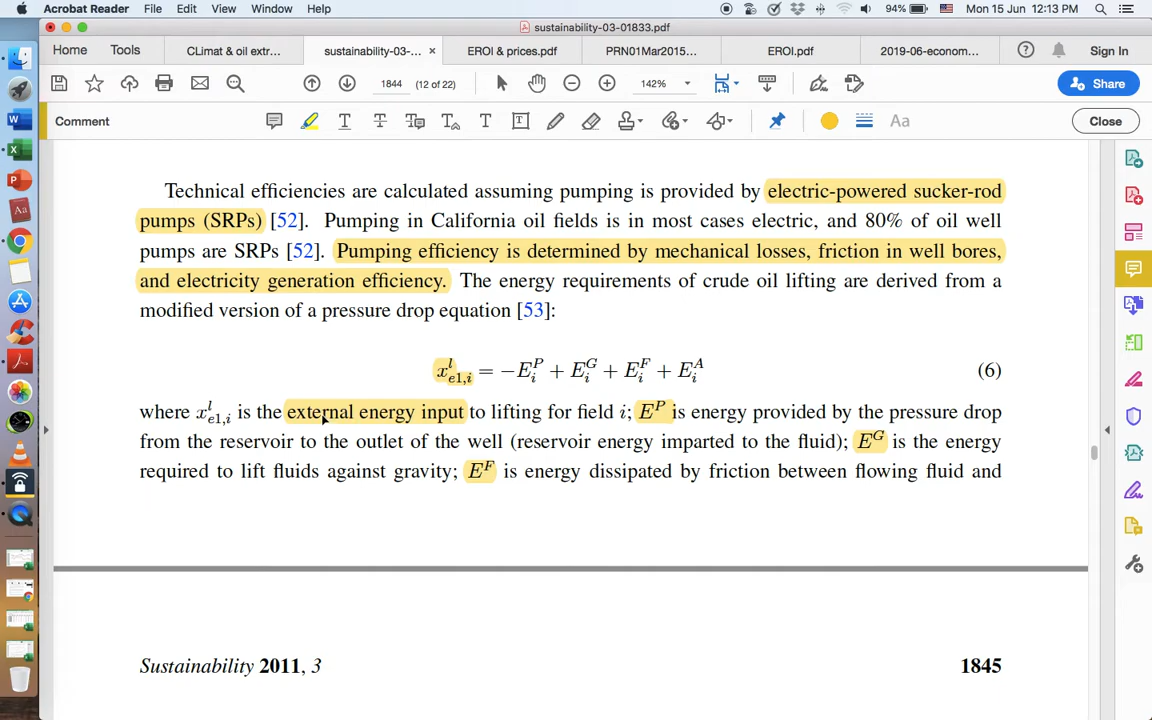 Acrobat Reader File Edit View Window Help 94% Mon 15 Jun 12:13 PM
sustainability-03-01833.pdf
Home Tools CLimat & oil extr... sustainability-03-... × EROI & prices.pdf PRN01Mar2015... EROI.pdf 2019-06-econom... Sign In
1844 (12 of 22) 142% Share
Comment Aa Close
Technical efficiencies are calculated assuming pumping is provided by electric-powered sucker-rod
pumps (SRPs) [52]. Pumping in California oil fields is in most cases electric, and 80% of oil well
pumps are SRPs [52]. Pumping efficiency is determined by mechanical losses, friction in well bores,
and electricity generation efficiency. The energy requirements of crude oil lifting are derived from a
modified version of a pressure drop equation [53]:
x^l_{e1,i} = −E^P_i + E^G_i + E^F_i + E^A_i (6)
where x^l_{e1,i} is the external energy input to lifting for field i; E^P is energy provided by the pressure drop
from the reservoir to the outlet of the well (reservoir energy imparted to the fluid); E^G is the energy
required to lift fluids against gravity; E^F is energy dissipated by friction between flowing fluid and
Sustainability 2011, 3 1845